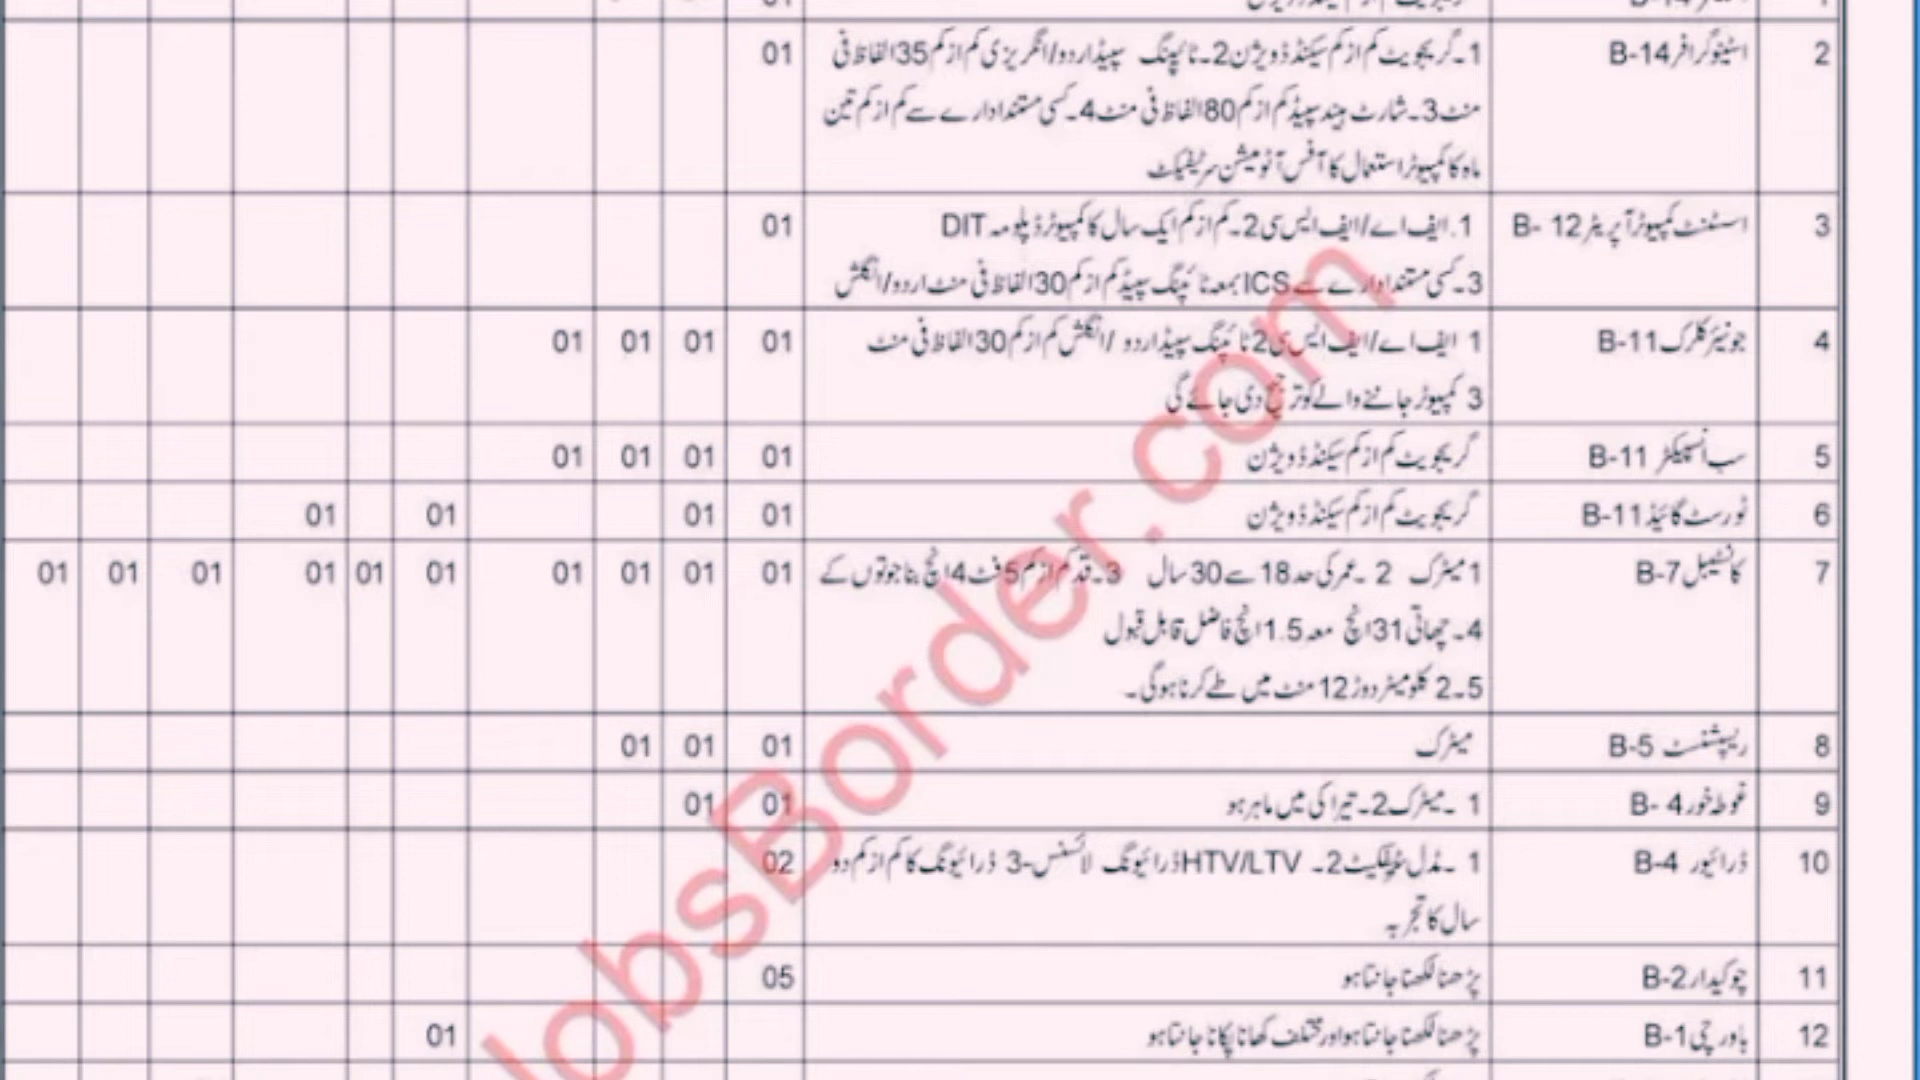 2 اسٹینوگرافر B-14 1۔گریجویٹ کم از کم سیکنڈ ڈویژن 2۔ٹائپنگ سپیڈ اردو/انگریزی کم از کم 35 الفاظ فی 01
منٹ 3۔شارٹ ہینڈ سپیڈ کم از کم 80 الفاظ فی منٹ 4۔کسی مستند ادارے سے کم از کم تین
ماہ کا کمپیوٹر استعمال کا آفس آٹومیشن سرٹیفیکٹ
3 اسسٹنٹ کمپیوٹر آپریٹر B- 12 1.ایف اے/ایف ایس سی 2۔کم از کم ایک سال کا کمپیوٹر ڈپلومہ DIT 01
3۔کسی مستند ادارے سے ICS بمعہ ٹائپنگ سپیڈ کم از کم 30 الفاظ فی منٹ اردو/انگلش
4 جونیئر کلرک B-11 1 ایف اے/ایف ایس سی 2 ٹائپنگ سپیڈ اردو /انگلش کم از کم 30 الفاظ فی منٹ 01 01 01 01
3 کمپیوٹر جاننے والے کو ترجیح دی جائے گی
5 سب انسپکٹر B-11 گریجویٹ کم از کم سیکنڈ ڈویژن 01 01 01 01
6 ٹورسٹ گائیڈ B-11 گریجویٹ کم از کم سیکنڈ ڈویژن 01 01 01 01
7 کانسٹیبل B-7 1 میٹرک 2 ۔عمر کی حد 18 سے 30 سال 3۔قد کم از کم 5 فٹ 4 انچ بنا جوتوں کے 01 01 01 01 01 01 01 01 01 01
4۔چھاتی 31 انچ معہ 1.5 انچ فاضل قابل قبول
5۔2 کلومیٹر دوڑ 12 منٹ میں طے کرنا ہوگی۔
8 ریسپشنسٹ B-5 میٹرک 01 01 01
9 غوطہ خور B- 4 1 ۔میٹرک 2۔تیراکی میں ماہر ہو 01 01
10 ڈرائیور B-4 1 ۔مڈل 2۔ HTV/LTV ڈرائیونگ لائسنس-3 ڈرائیونگ کا کم از کم دو 02
سال کا تجربہ
11 چوکیدار B-2 پڑھنا لکھنا جانتا ہو 05
12 باورچی B-1 پڑھنا لکھنا جانتا ہو اور مختلف کھانا پکانا جانتا ہو 01
JobsBorder.com